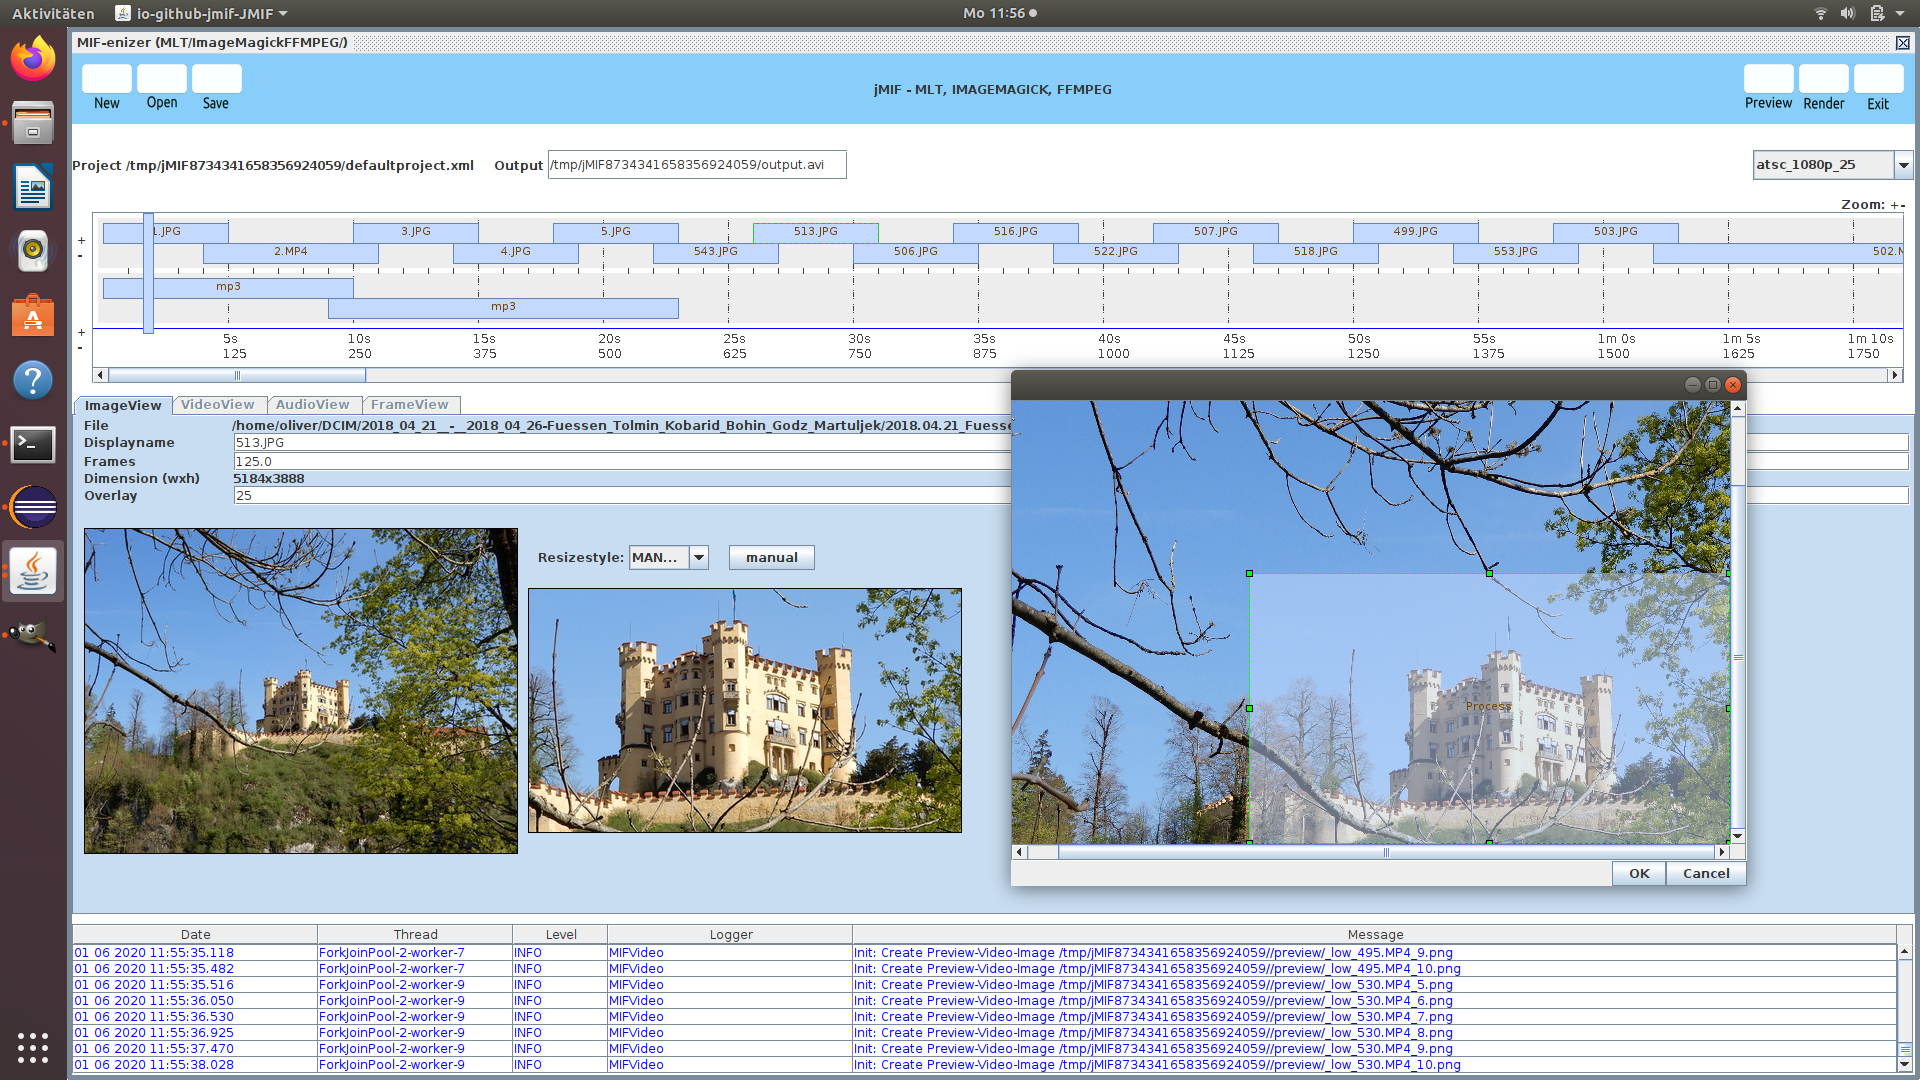 Aktivitäten io-github-jmif-JMIF Mo 11:56
MIF-enizer (MLT/ImageMagickFFMPEG/)
New Open Save jMIF - MLT, IMAGEMAGICK, FFMPEG Preview Render Exit
Project /tmp/jMIF8734341658356924059/defaultproject.xml Output /tmp/jMIF8734341658356924059/output.avi atsc_1080p_25
Zoom: + -
+ 1.JPG 3.JPG 5.JPG 513.JPG 516.JPG 507.JPG 499.JPG 503.JPG
- 2.MP4 4.JPG 543.JPG 506.JPG 522.JPG 518.JPG 553.JPG 502.M
mp3
mp3
+ 5s 10s 15s 20s 25s 30s 35s 40s 45s 50s 55s 1m 0s 1m 5s 1m 10s
- 125 250 375 500 625 750 875 1000 1125 1250 1375 1500 1625 1750
ImageView VideoView AudioView FrameView
File /home/oliver/DCIM/2018_04_21__-__2018_04_26-Fuessen_Tolmin_Kobarid_Bohin_Godz_Martuljek/2018.04.21_Fuesse
Displayname 513.JPG
Frames 125.0
Dimension (wxh) 5184x3888
Overlay 25
Resizestyle: MAN... manual
Process
OK Cancel
Date Thread Level Logger Message
01 06 2020 11:55:35.118 ForkJoinPool-2-worker-7 INFO MIFVideo Init: Create Preview-Video-Image /tmp/jMIF8734341658356924059//preview/_low_495.MP4_9.png
01 06 2020 11:55:35.482 ForkJoinPool-2-worker-7 INFO MIFVideo Init: Create Preview-Video-Image /tmp/jMIF8734341658356924059//preview/_low_495.MP4_10.png
01 06 2020 11:55:35.516 ForkJoinPool-2-worker-9 INFO MIFVideo Init: Create Preview-Video-Image /tmp/jMIF8734341658356924059//preview/_low_530.MP4_5.png
01 06 2020 11:55:36.050 ForkJoinPool-2-worker-9 INFO MIFVideo Init: Create Preview-Video-Image /tmp/jMIF8734341658356924059//preview/_low_530.MP4_6.png
01 06 2020 11:55:36.530 ForkJoinPool-2-worker-9 INFO MIFVideo Init: Create Preview-Video-Image /tmp/jMIF8734341658356924059//preview/_low_530.MP4_7.png
01 06 2020 11:55:36.925 ForkJoinPool-2-worker-9 INFO MIFVideo Init: Create Preview-Video-Image /tmp/jMIF8734341658356924059//preview/_low_530.MP4_8.png
01 06 2020 11:55:37.470 ForkJoinPool-2-worker-9 INFO MIFVideo Init: Create Preview-Video-Image /tmp/jMIF8734341658356924059//preview/_low_530.MP4_9.png
01 06 2020 11:55:38.028 ForkJoinPool-2-worker-9 INFO MIFVideo Init: Create Preview-Video-Image /tmp/jMIF8734341658356924059//preview/_low_530.MP4_10.png